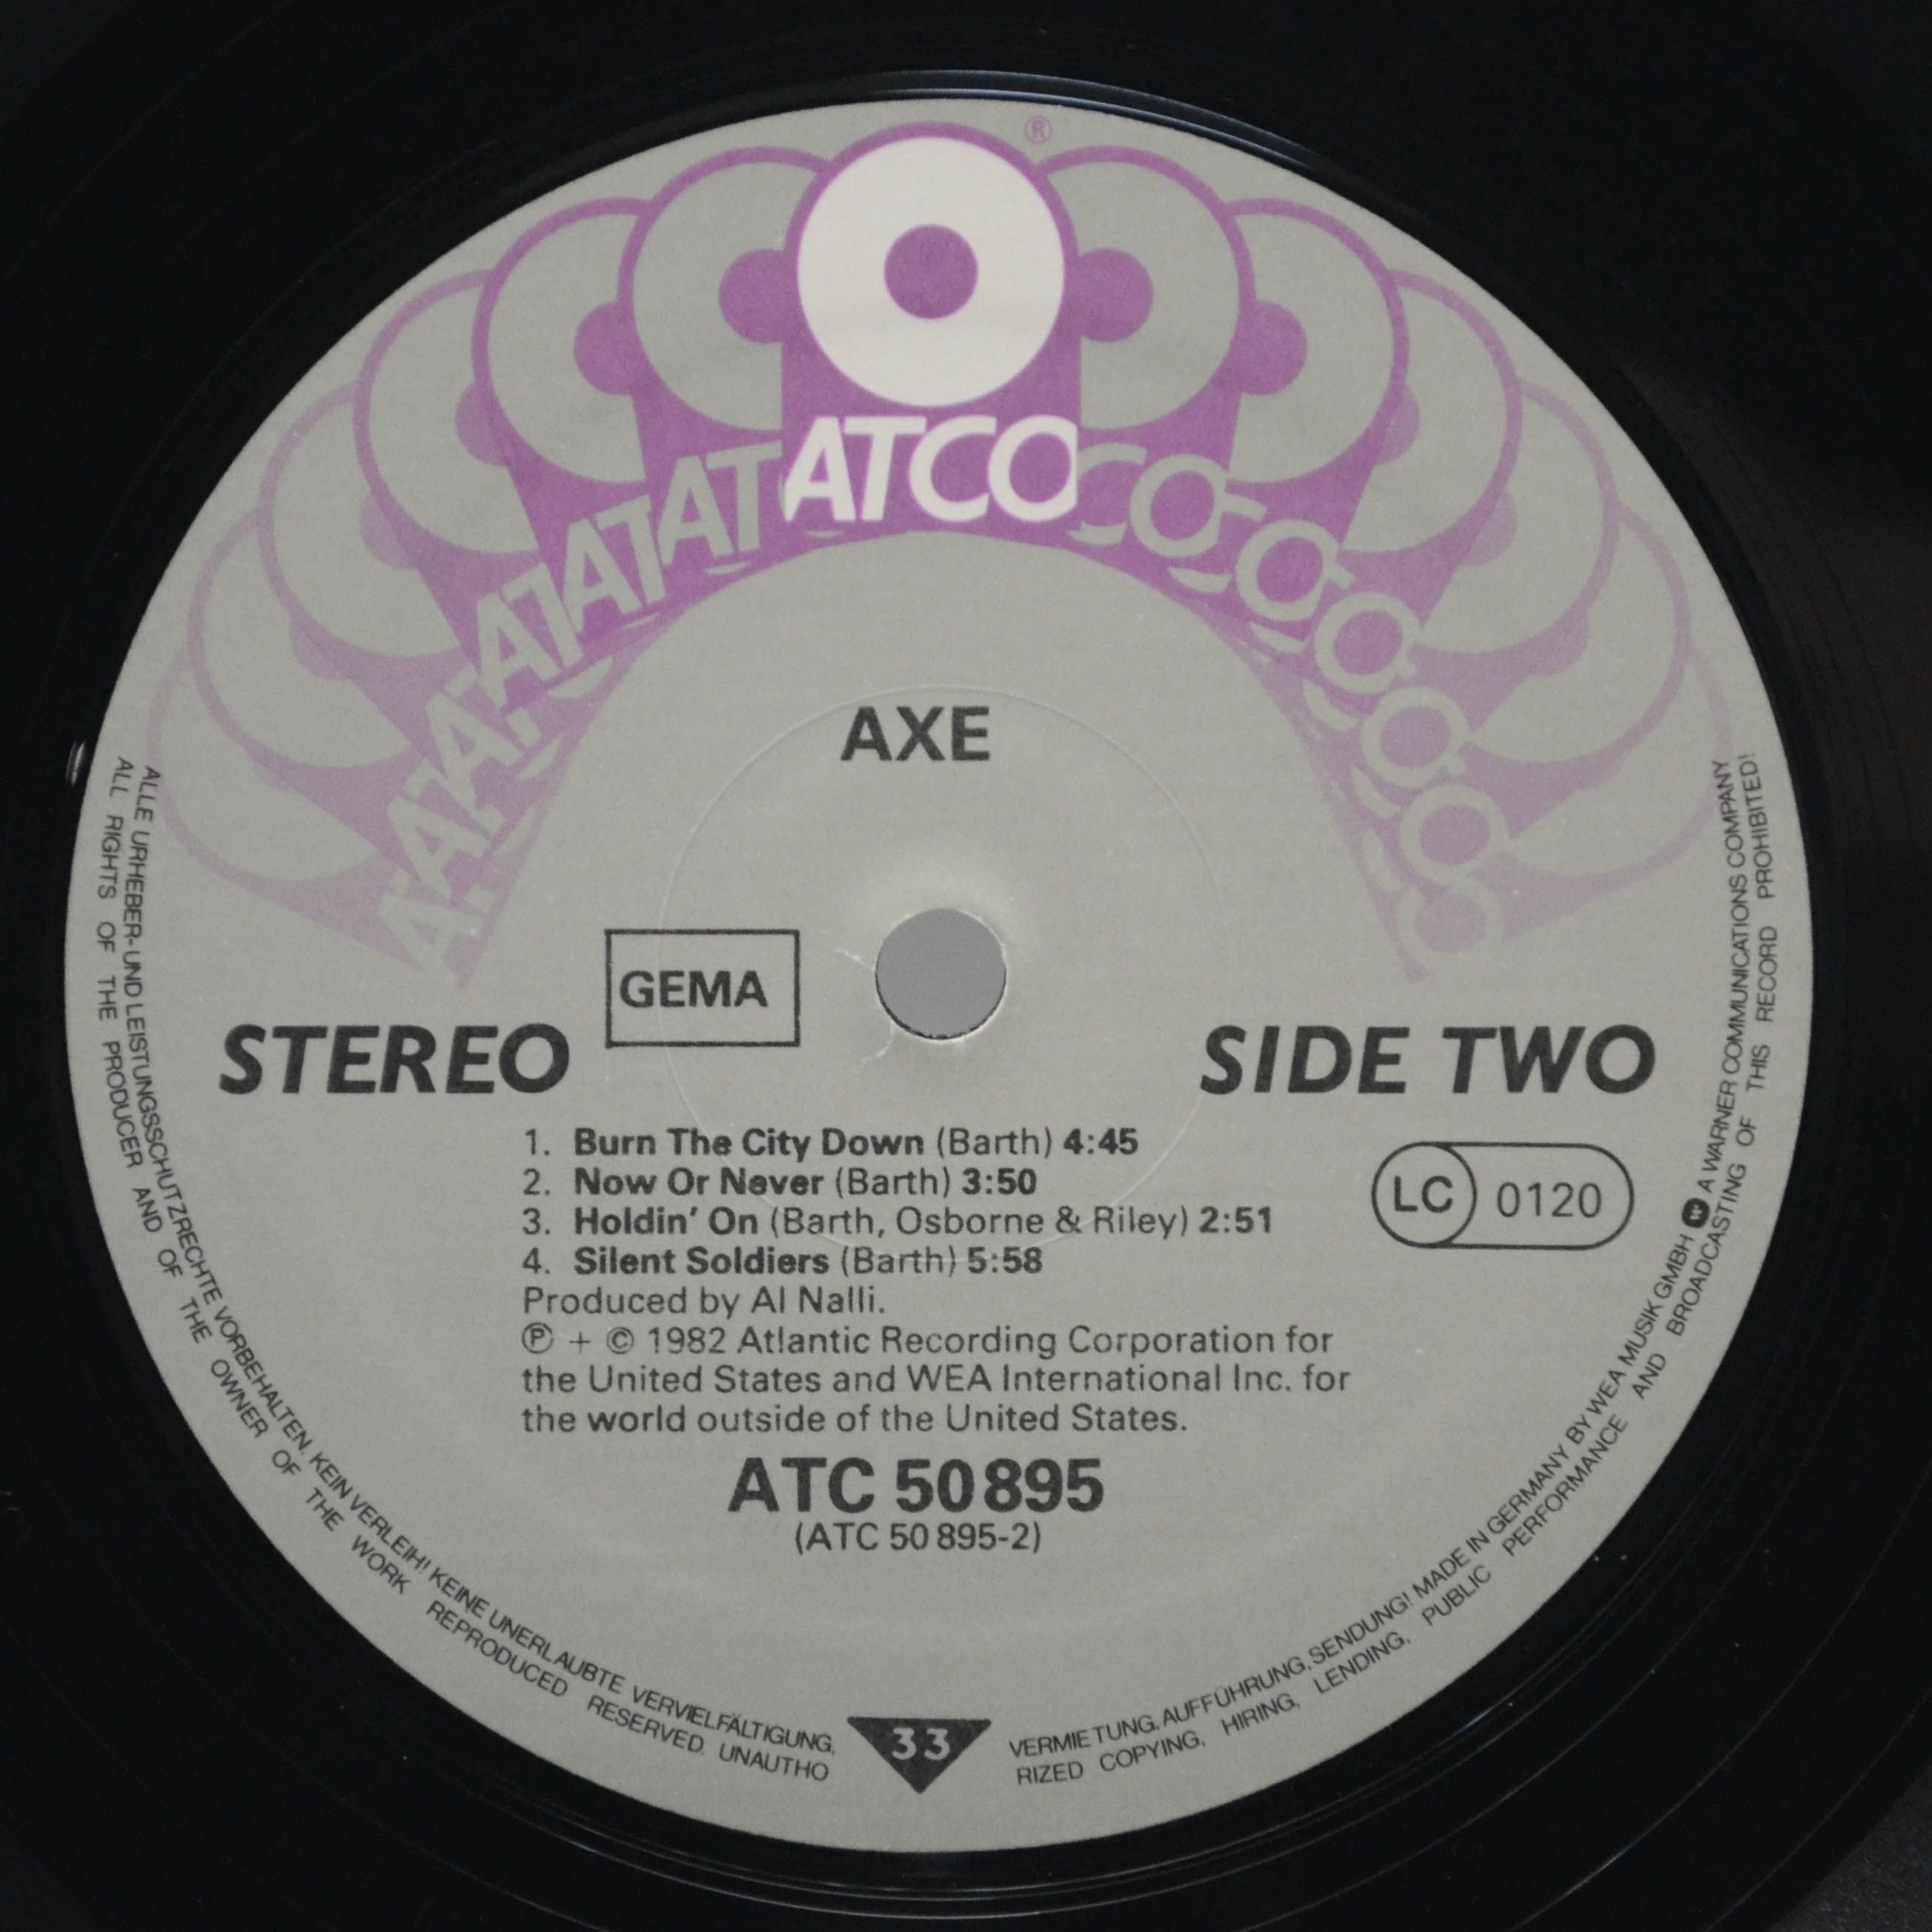 ®
ATCO
AXE
GEMA
STEREO
SIDE TWO
1. Burn The City Down (Barth) 4:45
2. Now Or Never (Barth) 3:50
3. Holdin' On (Barth, Osborne & Riley) 2:51
4. Silent Soldiers (Barth) 5:58
LC 0120
Produced by Al Nalli.
℗ + © 1982 Atlantic Recording Corporation for
the United States and WEA International Inc. for
the world outside of the United States.
ATC 50 895
(ATC 50 895-2)
33
ALLE URHEBER- UND LEISTUNGSSCHUTZRECHTE VORBEHALTEN. KEIN VERLEIH! KEINE UNERLAUBTE VERVIELFÄLTIGUNG, VERMIETUNG, AUFFÜHRUNG, SENDUNG! MADE IN GERMANY BY WEA MUSIK GMBH A WARNER COMMUNICATIONS COMPANY
ALL RIGHTS OF THE PRODUCER AND OF THE OWNER OF THE WORK REPRODUCED RESERVED. UNAUTHO RIZED COPYING, HIRING, LENDING, PUBLIC PERFORMANCE AND BROADCASTING OF THIS RECORD PROHIBITED!